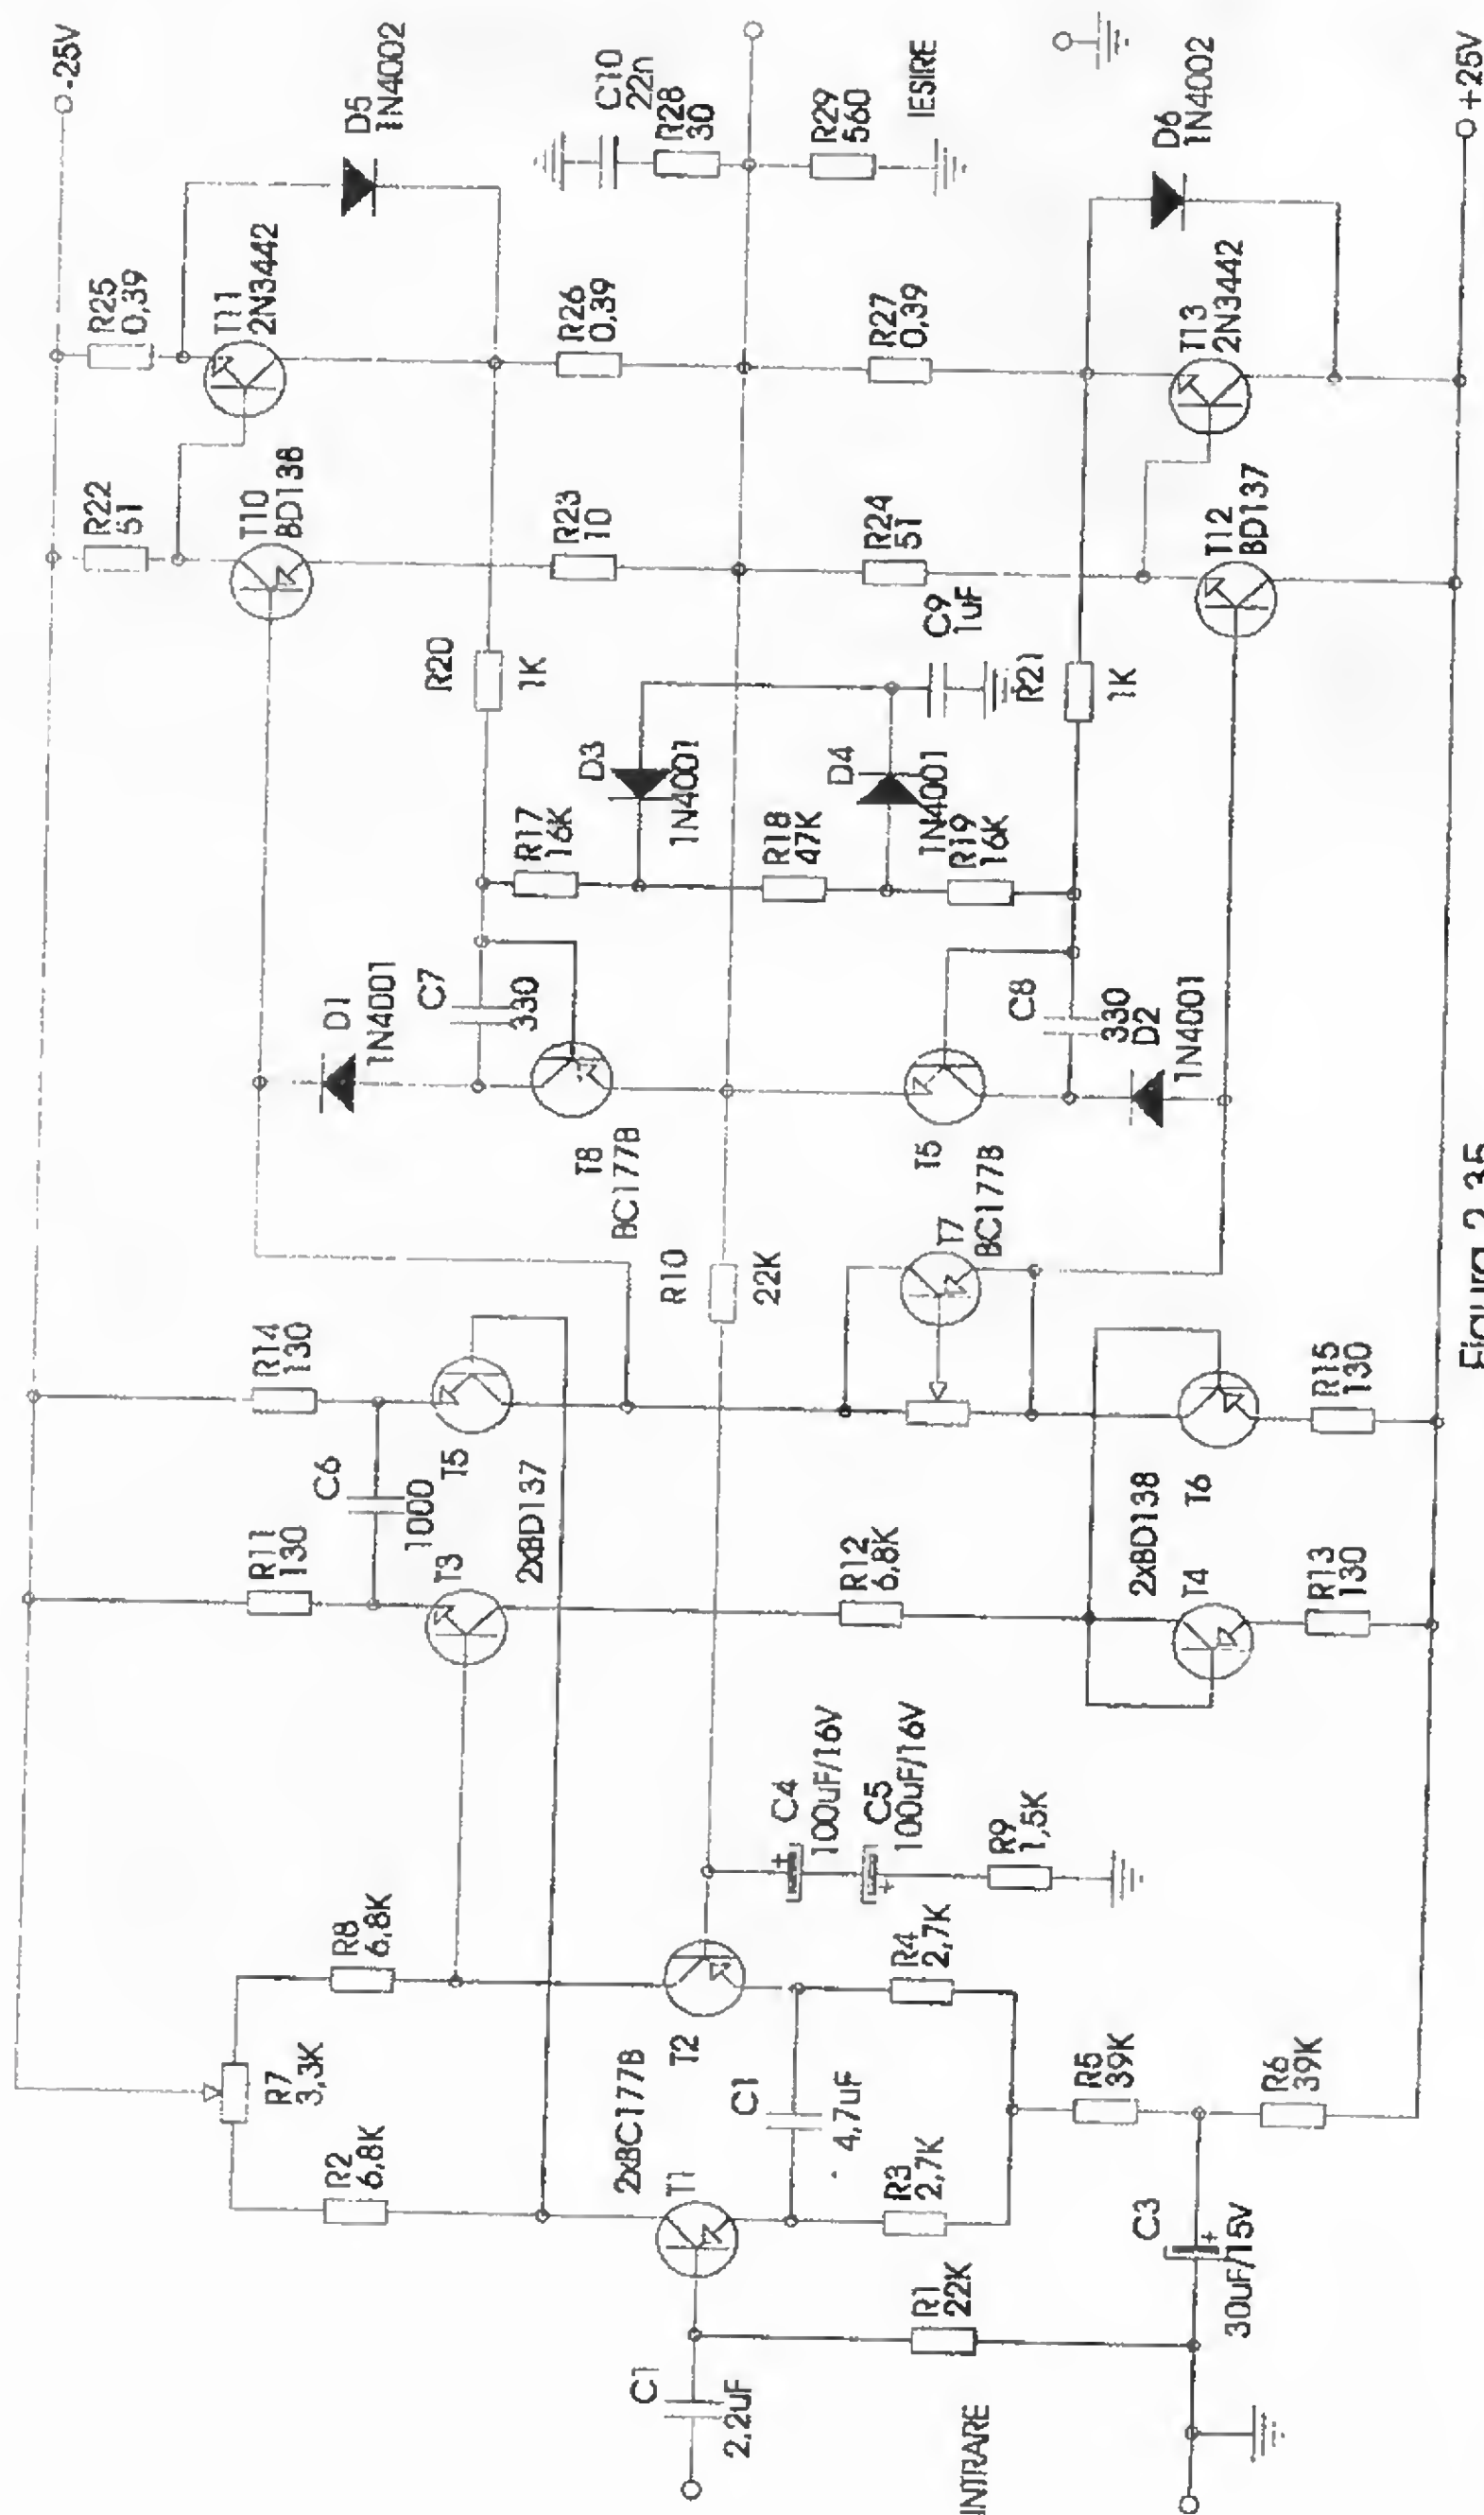 -25V
R25
0,39
T11
2N3442
D5
1N4002
R22
51
T10
BD138
R26
0,39
R23
10
C10
22n
R28
30
R29
560
IESIRE
R27
0,39
R24
51
T13
2N3442
D6
1N4002
T12
BD137
+25V
R20
1K
D3
1N4001
R17
16K
R18
47K
D4
1N4001
R19
16K
C9
1uF
R21
1K
D1
1N4001
C7
330
T8
BC177B
T5
C8
330
D2
1N4001
R10
22K
T7
BC177B
R14
130
C6
1000
T5
R11
130
T3
2xBD137
R12
6,8K
2xBD138
T4
T6
R15
130
R13
130
Figura 2.35
R8
6,8K
R7
3,3K
R2
6,8K
2xBC177B
T1
T2
C1
4,7uF
C4
100uF/16V
C5
100uF/16V
R9
1,5K
R4
2,7K
R3
2,7K
R5
39K
R6
39K
C3
30uF/15V
R1
22K
C1
2,2uF
INTRARE